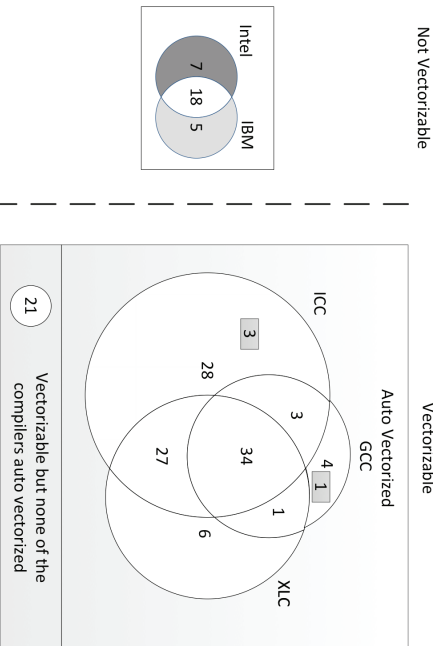 Not Vectorizable
Intel
IBM
7
18
5
Vectorizable
Auto Vectorized
GCC
ICC
XLC
3
28
3
4
1
34
1
27
6
21
Vectorizable but none of the
compilers auto vectorized